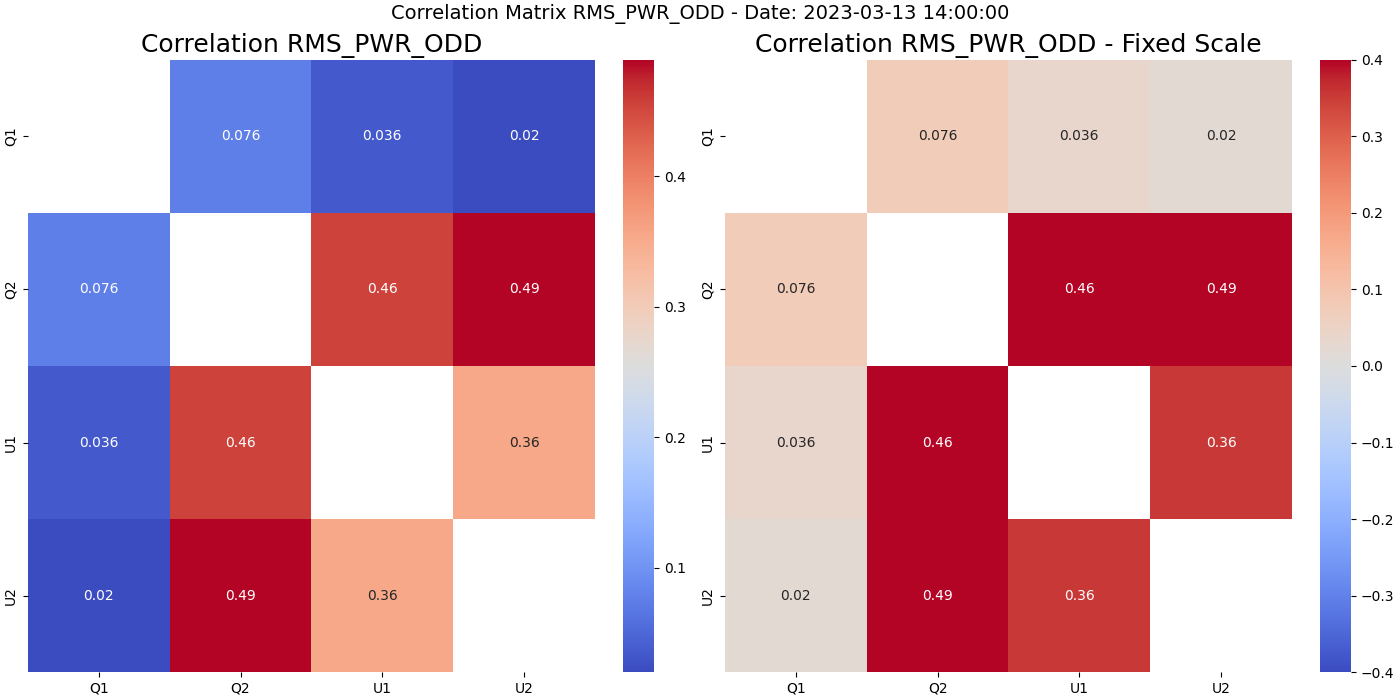 Correlation Matrix RMS_PWR_ODD - Date: 2023-03-13 14:00:00
Correlation RMS_PWR_ODD
Q1
0.076
0.036
0.02
Q2
0.076
0.46
0.49
U1
0.036
0.46
0.36
U2
0.02
0.49
0.36
Q1
Q2
U1
U2
0.4
0.3
0.2
0.1
Correlation RMS_PWR_ODD - Fixed Scale
Q1
0.076
0.036
0.02
Q2
0.076
0.46
0.49
U1
0.036
0.46
0.36
U2
0.02
0.49
0.36
Q1
Q2
U1
U2
0.4
0.3
0.2
0.1
0.0
−0.1
−0.2
−0.3
−0.4